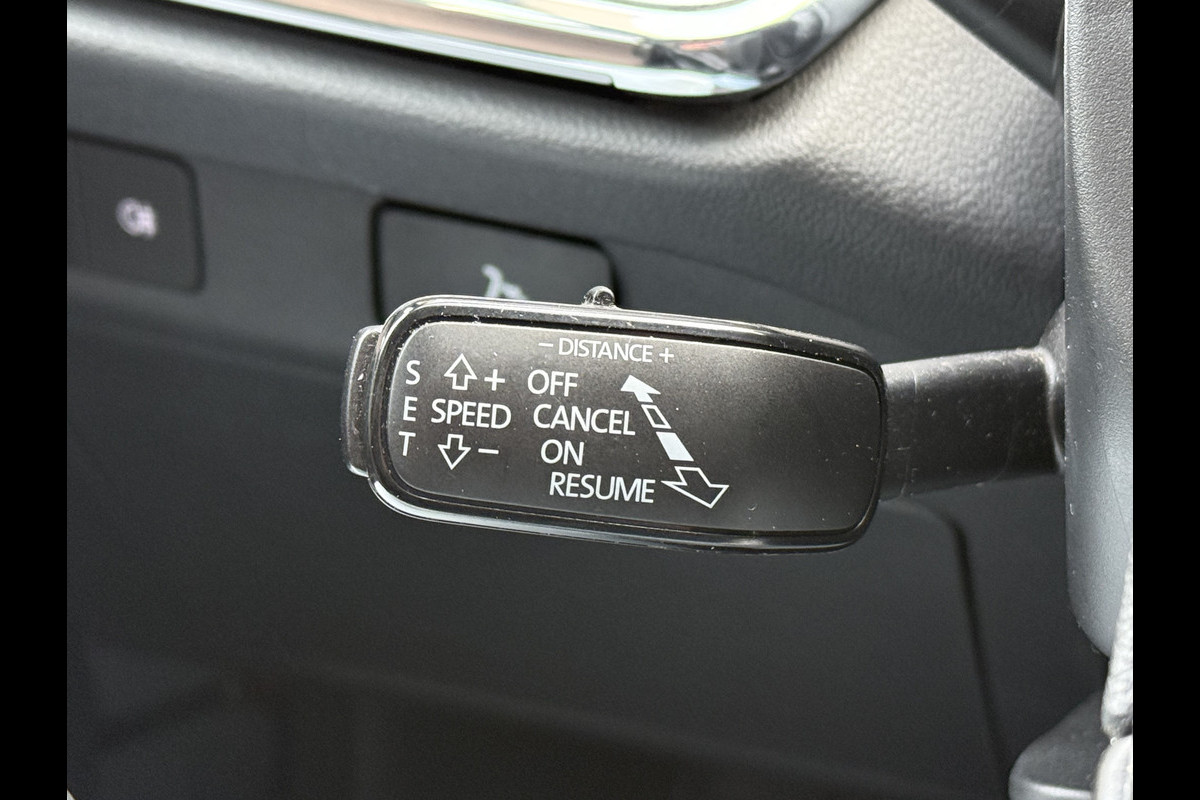 − DISTANCE +
S + OFF
E SPEED CANCEL
T − ON
RESUME